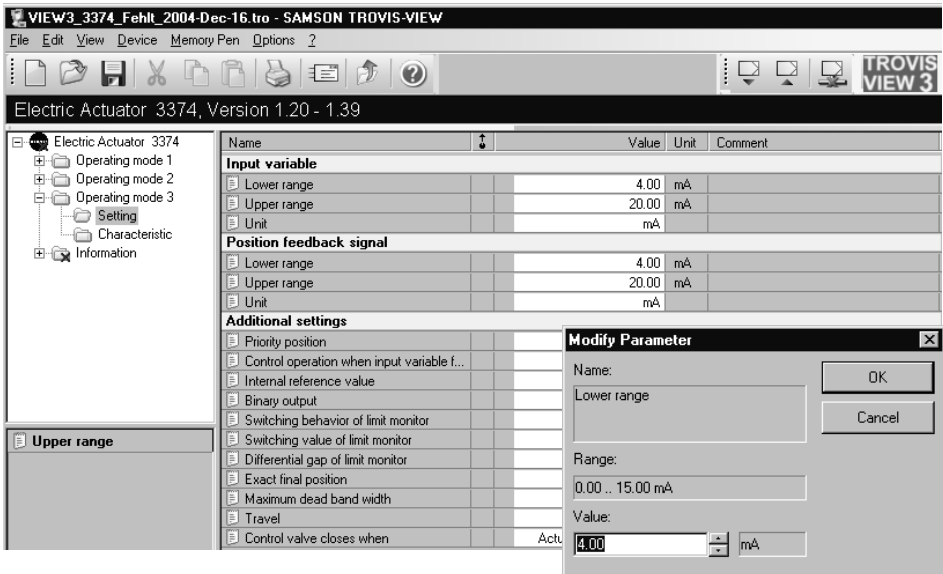 VIEW3_3374_Fehlt_2004-Dec-16.tro - SAMSON TROVIS-VIEW
File Edit View Device Memory Pen Options ?
TROVIS
VIEW 3
Electric Actuator 3374, Version 1.20 - 1.39
Electric Actuator 3374
Operating mode 1
Operating mode 2
Operating mode 3
Setting
Characteristic
Information
Upper range
Name Value Unit Comment
Input variable
Lower range 4.00 mA
Upper range 20.00 mA
Unit mA
Position feedback signal
Lower range 4.00 mA
Upper range 20.00 mA
Unit mA
Additional settings
Priority position
Control operation when input variable f...
Internal reference value
Binary output
Switching behavior of limit monitor
Switching value of limit monitor
Differential gap of limit monitor
Exact final position
Maximum dead band width
Travel
Control valve closes when Actu
Modify Parameter
Name:
Lower range
Range:
0.00 .. 15.00 mA
Value:
4.00 mA
OK
Cancel